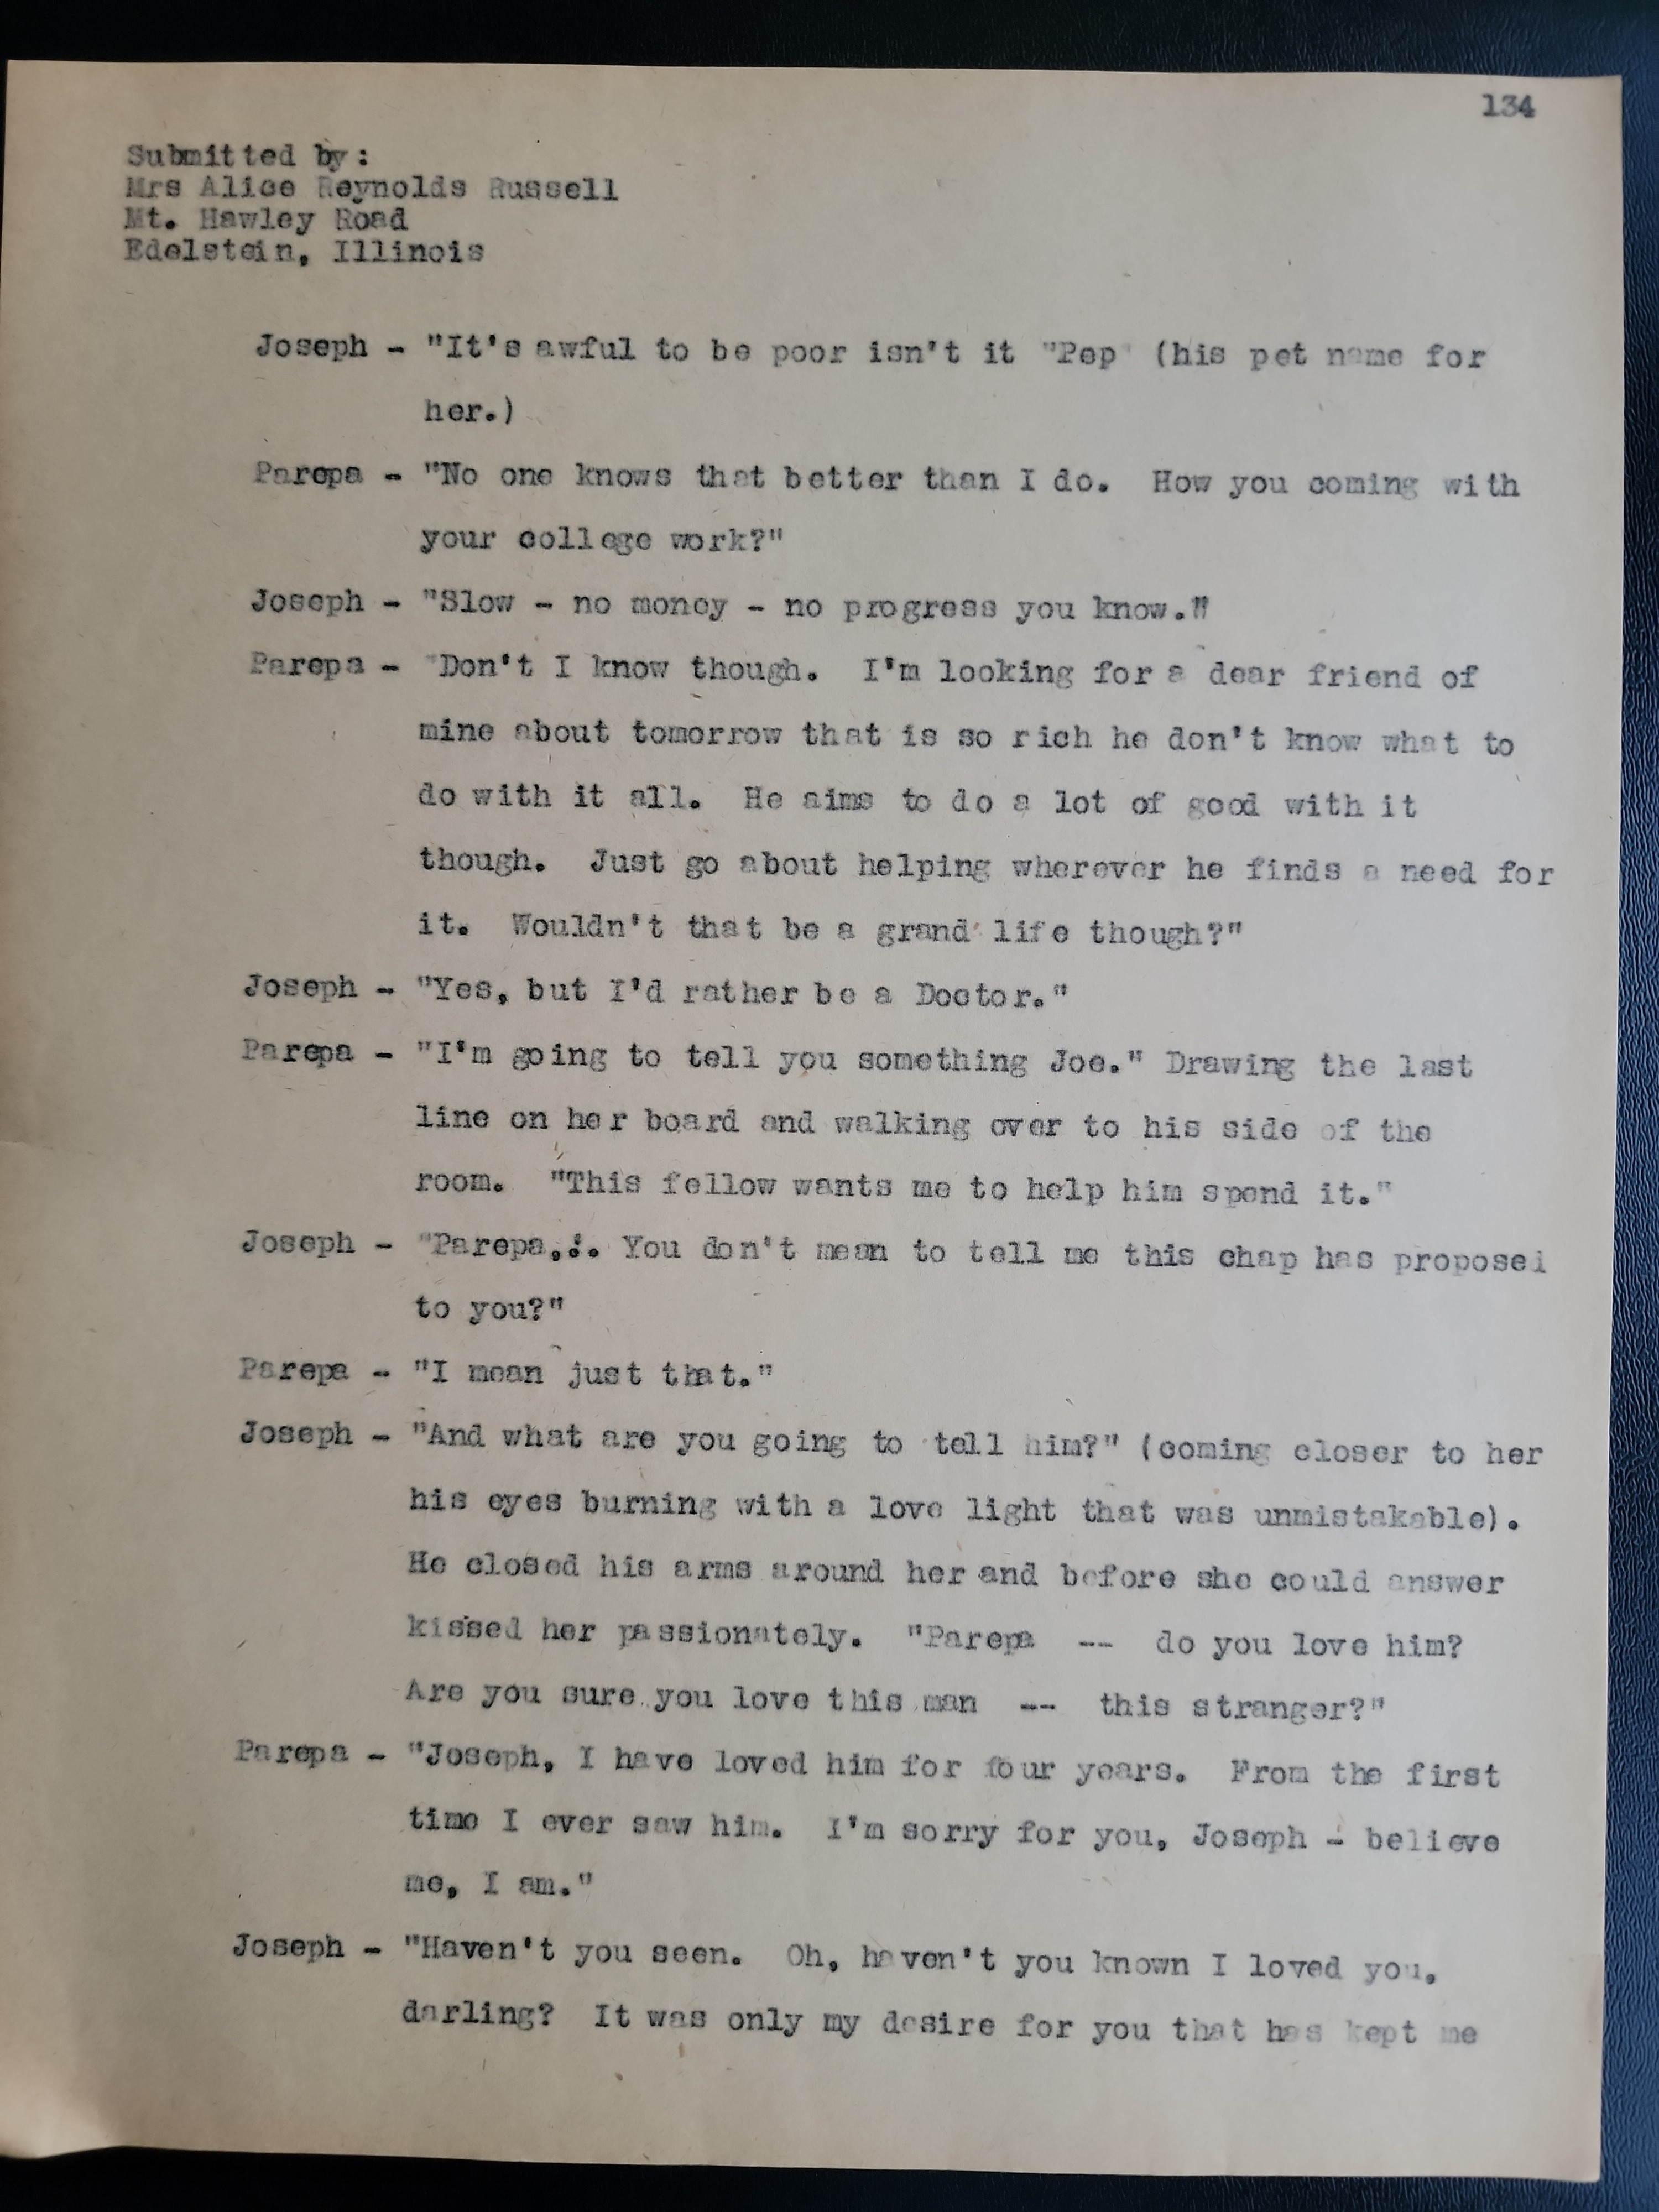 134
Submitted by:
Mrs Alice Reynolds Russell
Mt. Hawley Road
Edelstein, Illinois
Joseph - "It's awful to be poor isn't it "Pep" (his pet name for
her.)
Parepa - "No one knows that better than I do. How you coming with
your college work?"
Joseph - "Slow - no money - no progress you know."
Parepa - "Don't I know though. I'm looking for a dear friend of
mine about tomorrow that is so rich he don't know what to
do with it all. He aims to do a lot of good with it
though. Just go about helping wherever he finds a need for
it. Wouldn't that be a grand life though?"
Joseph - "Yes, but I'd rather be a Doctor."
Parepa - "I'm going to tell you something Joe." Drawing the last
line on her board and walking over to his side of the
room. "This fellow wants me to help him spend it."
Joseph - "Parepa,.'. You don't mean to tell me this chap has proposed
to you?"
Parepa - "I mean just that."
Joseph - "And what are you going to tell him?" (coming closer to her
his eyes burning with a love light that was unmistakable).
He closed his arms around her and before she could answer
kissed her passionately. "Parepa -- do you love him?
Are you sure you love this man -- this stranger?"
Parepa - "Joseph, I have loved him for four years. From the first
time I ever saw him. I'm sorry for you, Joseph - believe
me, I am."
Joseph - "Haven't you seen. Oh, haven't you known I loved you,
darling? It was only my desire for you that has kept me